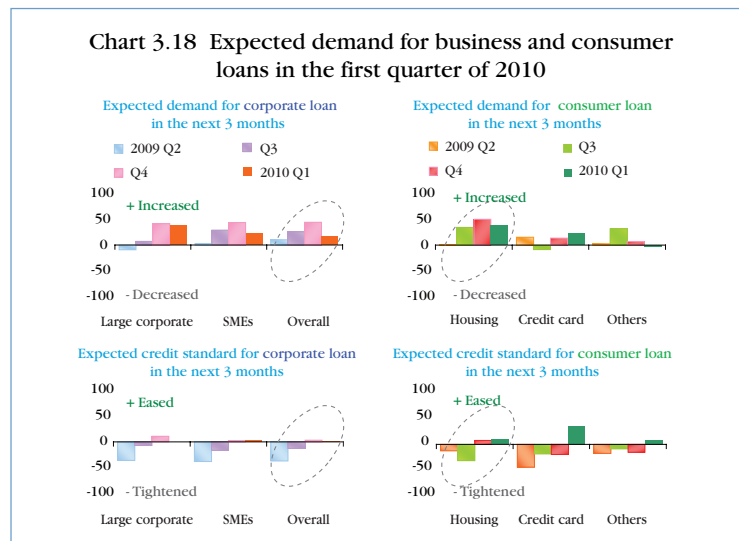 Chart 3.18 Expected demand for business and consumer
loans in the first quarter of 2010
Expected demand for corporate loan
in the next 3 months
2009 Q2
Q3
Q4
2010 Q1
100
+ Increased
50
0
-50
-100
- Decreased
Large corporate
SMEs
Overall
Expected demand for consumer loan
in the next 3 months
2009 Q2
Q3
Q4
2010 Q1
100
+ Increased
50
0
-50
-100
- Decreased
Housing
Credit card
Others
Expected credit standard for corporate loan
in the next 3 months
100
+ Eased
50
0
-50
-100
- Tightened
Large corporate
SMEs
Overall
Expected credit standard for consumer loan
in the next 3 months
100
+ Eased
50
0
-50
-100
- Tightened
Housing
Credit card
Others